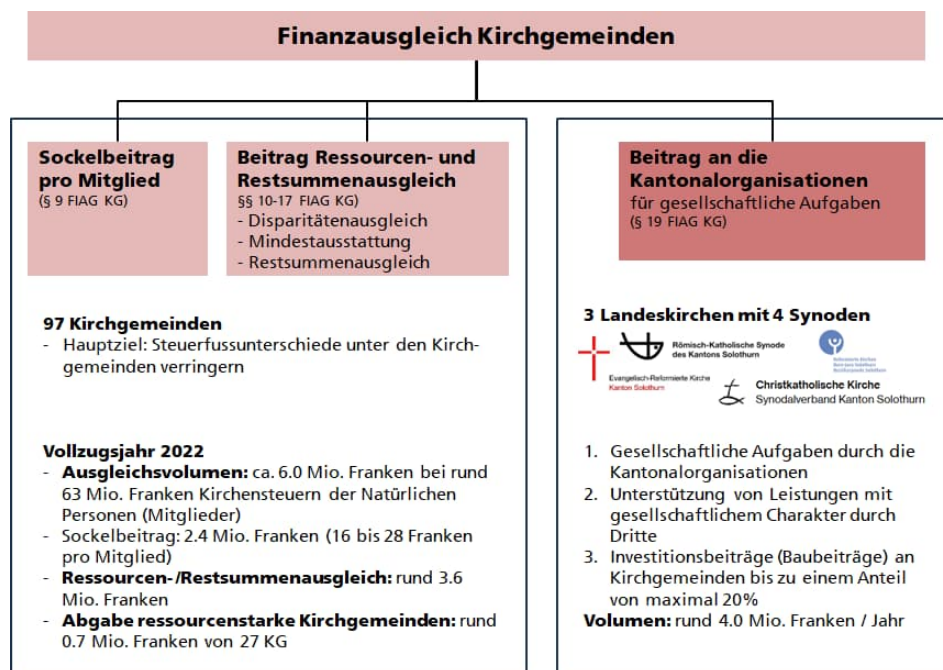 Finanzausgleich Kirchgemeinden
Sockelbeitrag
pro Mitglied
(§ 9 FIAG KG)
Beitrag Ressourcen- und
Restsummenausgleich
§§ 10-17 FIAG KG)
- Disparitätenausgleich
- Mindestausstattung
- Restsummenausgleich
Beitrag an die
Kantonalorganisationen
für gesellschaftliche Aufgaben
(§ 19 FIAG KG)
97 Kirchgemeinden
- Hauptziel: Steuerfussunterschiede unter den Kirch-
gemeinden verringern
Vollzugsjahr 2022
- Ausgleichsvolumen: ca. 6.0 Mio. Franken bei rund
63 Mio. Franken Kirchensteuern der Natürlichen
Personen (Mitglieder)
- Sockelbeitrag: 2.4 Mio. Franken (16 bis 28 Franken
pro Mitglied)
- Ressourcen-/Restsummenausgleich: rund 3.6
Mio. Franken
- Abgabe ressourcenstarke Kirchgemeinden: rund
0.7 Mio. Franken von 27 KG
3 Landeskirchen mit 4 Synoden
Römisch-Katholische Synode
des Kantons Solothurn
Evangelisch-Reformierte Kirche
Kanton Solothurn
Christkatholische Kirche
Synodalverband Kanton Solothurn
1. Gesellschaftliche Aufgaben durch die
Kantonalorganisationen
2. Unterstützung von Leistungen mit
gesellschaftlichem Charakter durch
Dritte
3. Investitionsbeiträge (Baubeiträge) an
Kirchgemeinden bis zu einem Anteil
von maximal 20%
Volumen: rund 4.0 Mio. Franken / Jahr